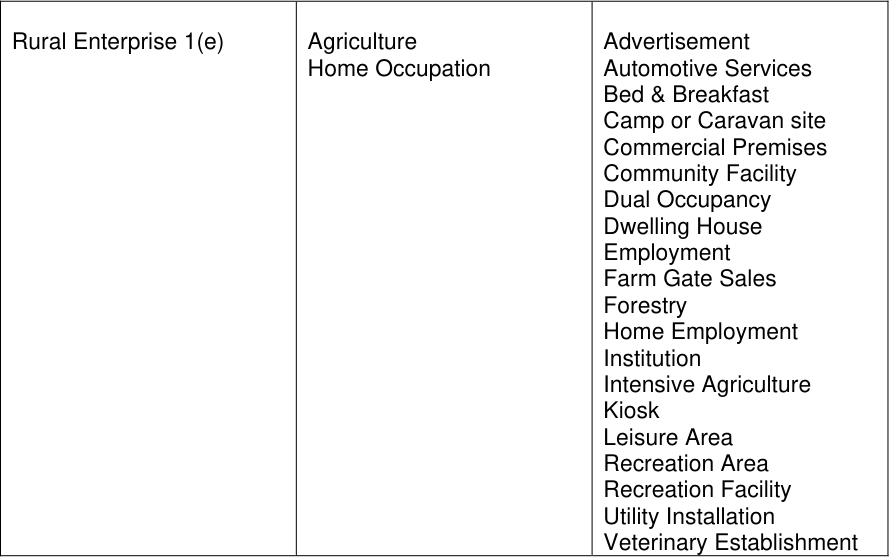 Rural Enterprise 1(e)
Agriculture
Home Occupation
Advertisement
Automotive Services
Bed & Breakfast
Camp or Caravan site
Commercial Premises
Community Facility
Dual Occupancy
Dwelling House
Employment
Farm Gate Sales
Forestry
Home Employment
Institution
Intensive Agriculture
Kiosk
Leisure Area
Recreation Area
Recreation Facility
Utility Installation
Veterinary Establishment